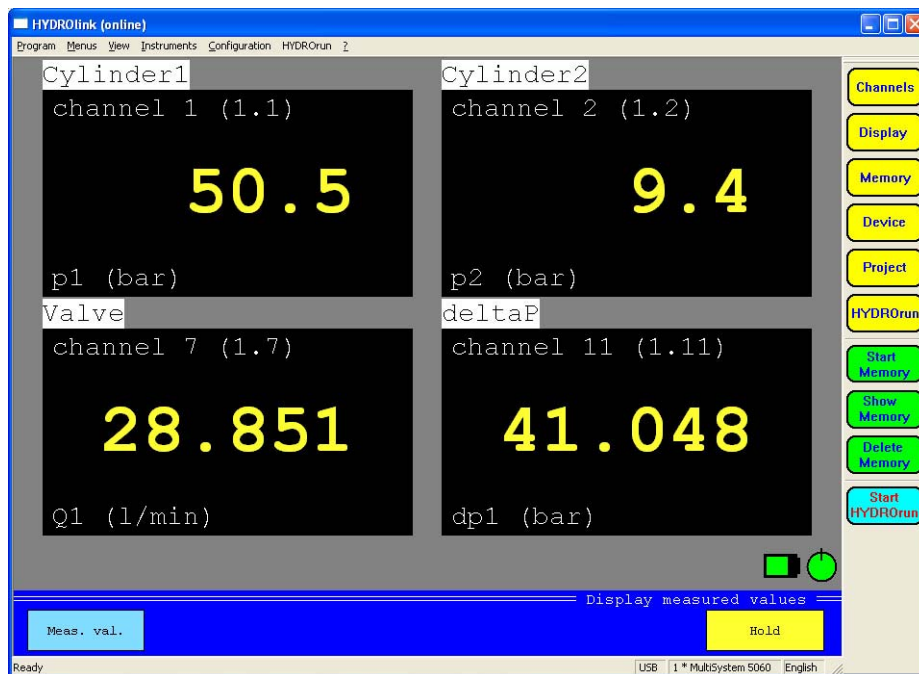 HYDROlink (online)
Program Menus View Instruments Configuration HYDROrun ?
Cylinder1
channel 1 (1.1)
50.5
p1 (bar)
Cylinder2
channel 2 (1.2)
9.4
p2 (bar)
Valve
channel 7 (1.7)
28.851
Q1 (l/min)
deltaP
channel 11 (1.11)
41.048
dp1 (bar)
Channels
Display
Memory
Device
Project
HYDROrun
Start
Memory
Show
Memory
Delete
Memory
Start
HYDROrun
Display measured values
Meas. val.
Hold
Ready
USB
1 * MultiSystem 5060
English